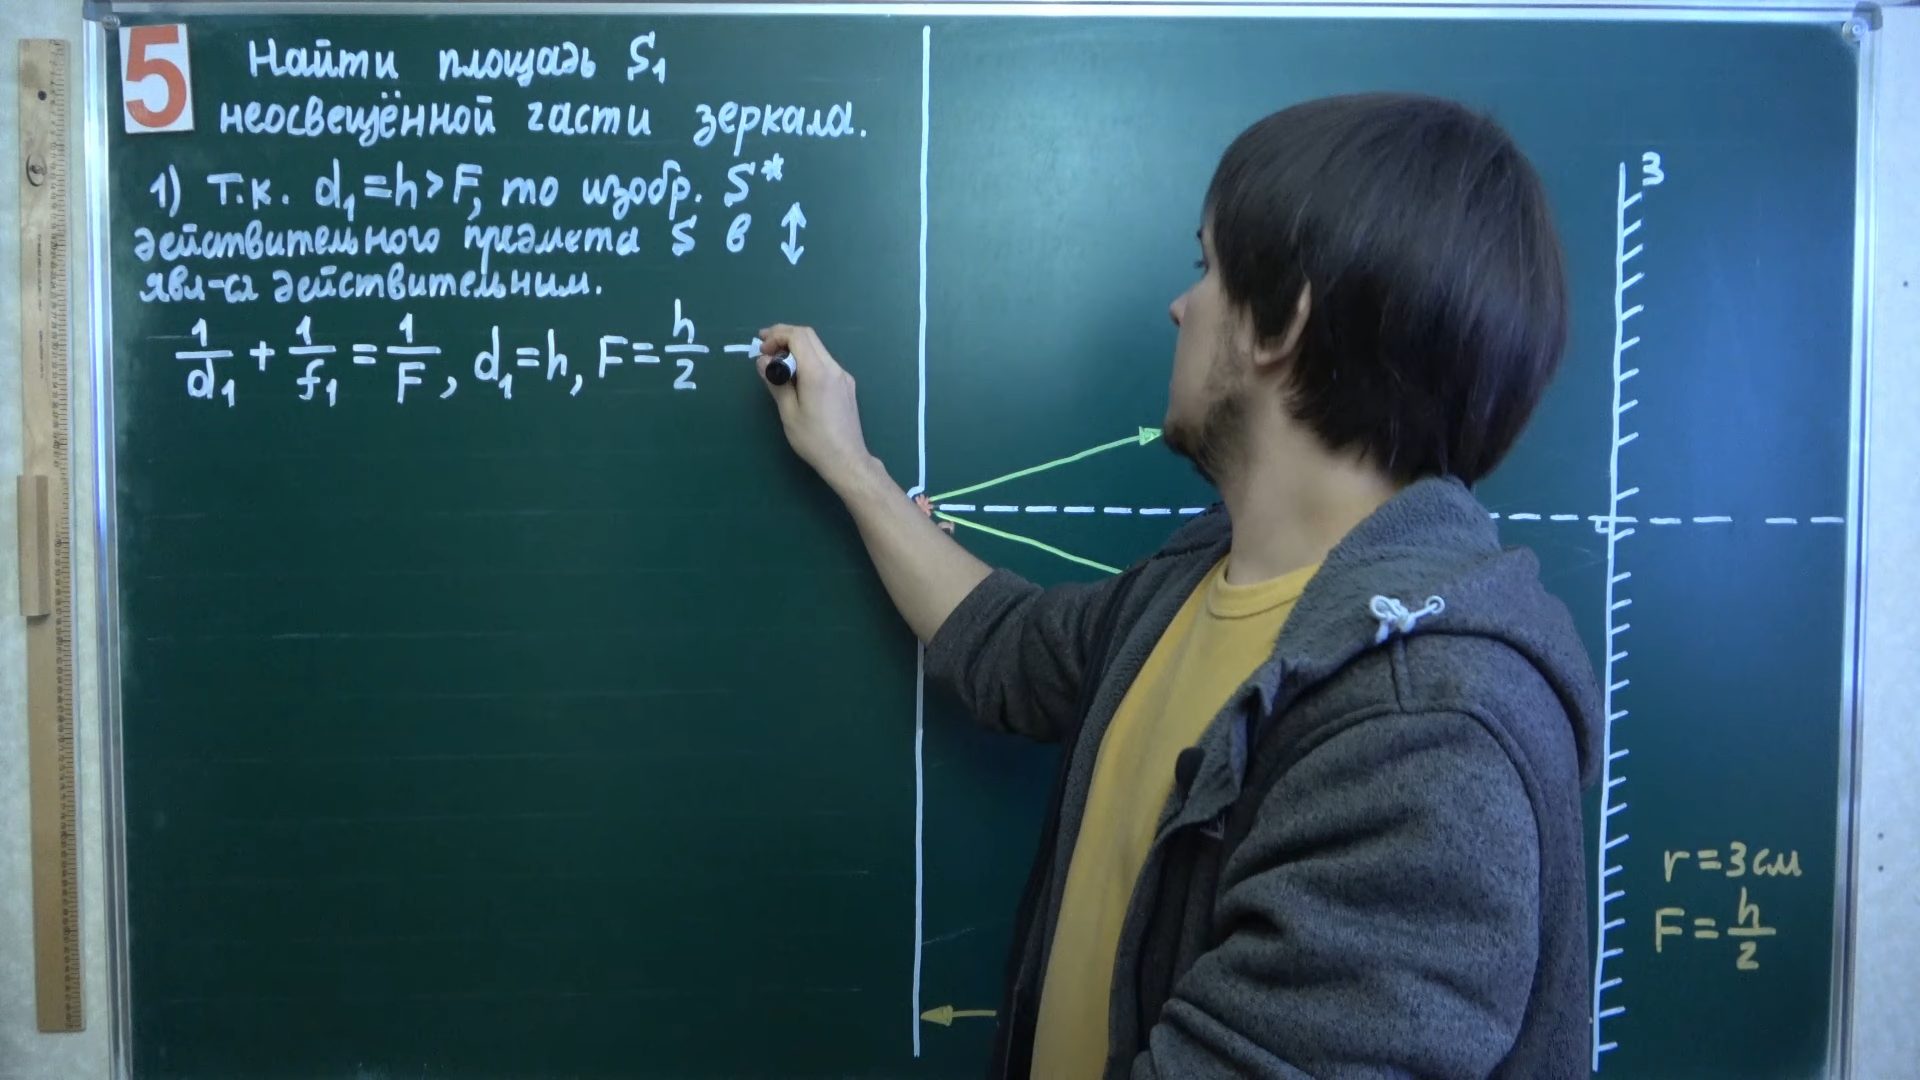 5
Найти площадь S₁
неосвещённой части зеркала.
1) Т.к. d₁=h>F, то изобр. S*
действительного предмета S в ↕
явл-ся действительным.
1/d₁ + 1/f₁ = 1/F, d₁=h, F=h/2 →
З
r=3см
F=h/2